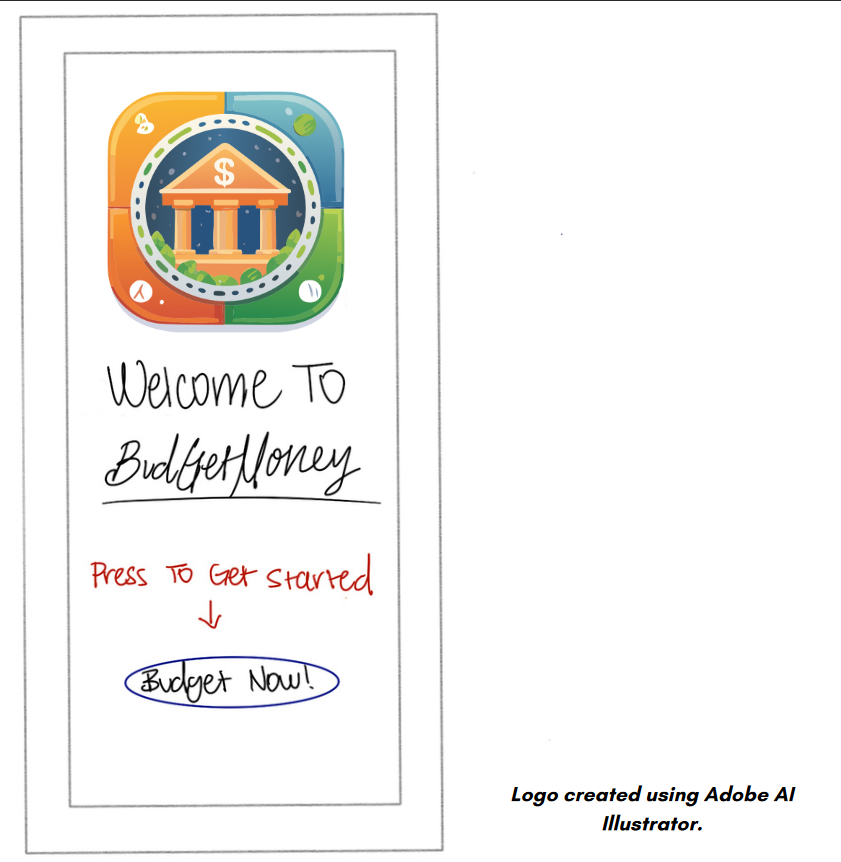 $
Welcome To
BudGetMoney
Press To Get Started
Budget Now!
Logo created using Adobe AI
Illustrator.